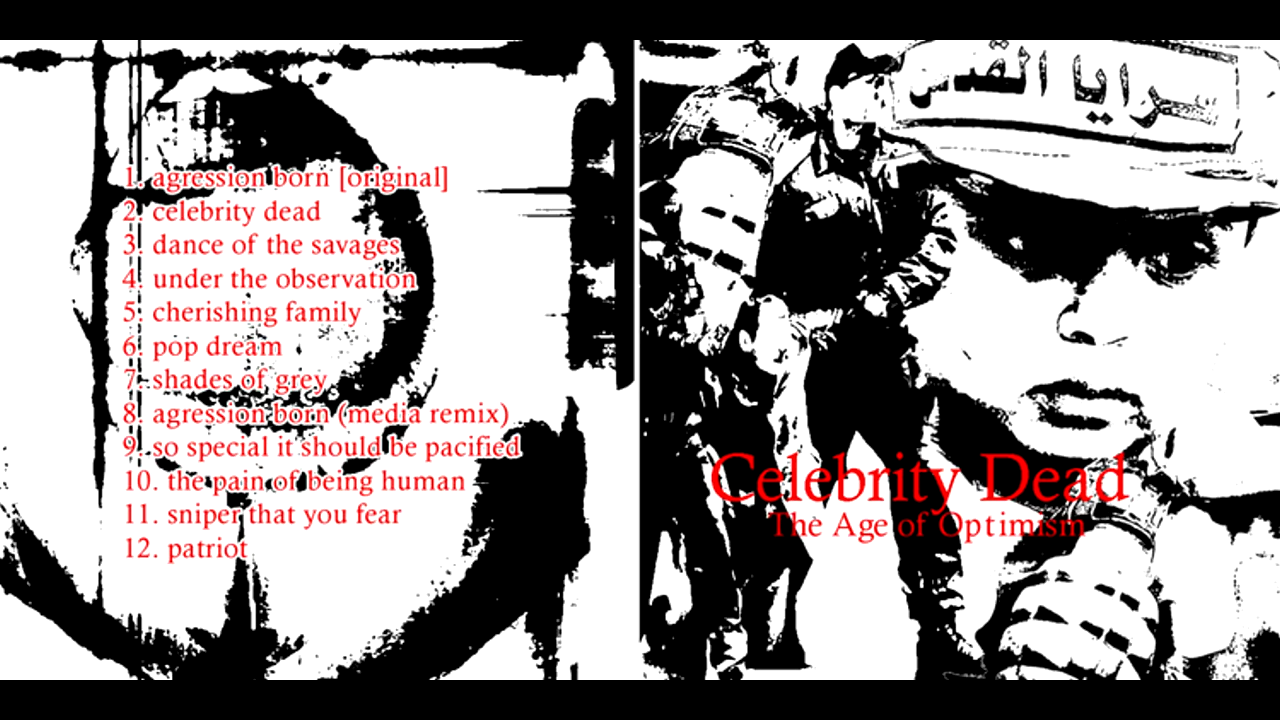 1. agression born [original]
2. celebrity dead
3. dance of the savages
4. under the observation
5. cherishing family
6. pop dream
7. shades of grey
8. agression born (media remix)
9. so special it should be pacified
10. the pain of being human
11. sniper that you fear
12. patriot
سرايا القدس
Celebrity Dead
The Age of Optimism